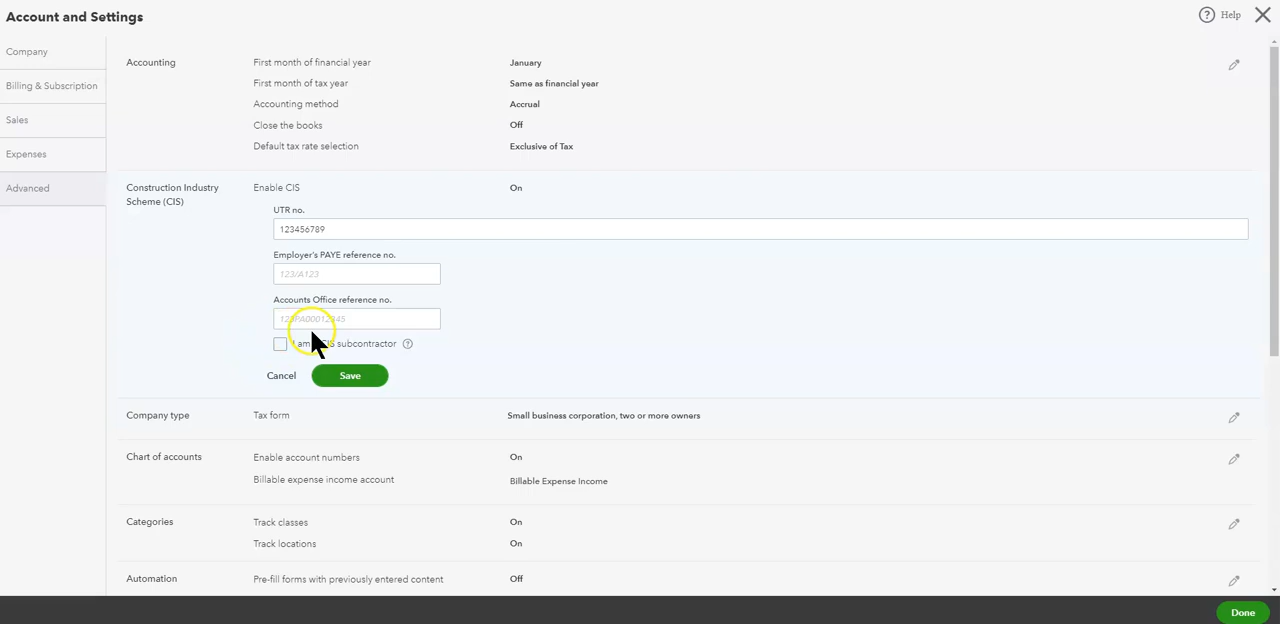 Account and Settings
Help
Company
Billing & Subscription
Sales
Expenses
Advanced
Accounting
First month of financial year January
First month of tax year Same as financial year
Accounting method Accrual
Close the books Off
Default tax rate selection Exclusive of Tax
Construction Industry
Scheme (CIS)
Enable CIS On
UTR no.
123456789
Employer's PAYE reference no.
123/A123
Accounts Office reference no.
123PA00012345
I am CIS subcontractor
Cancel Save
Company type Tax form Small business corporation, two or more owners
Chart of accounts Enable account numbers On
Billable expense income account Billable Expense Income
Categories Track classes On
Track locations On
Automation Pre-fill forms with previously entered content Off
Done